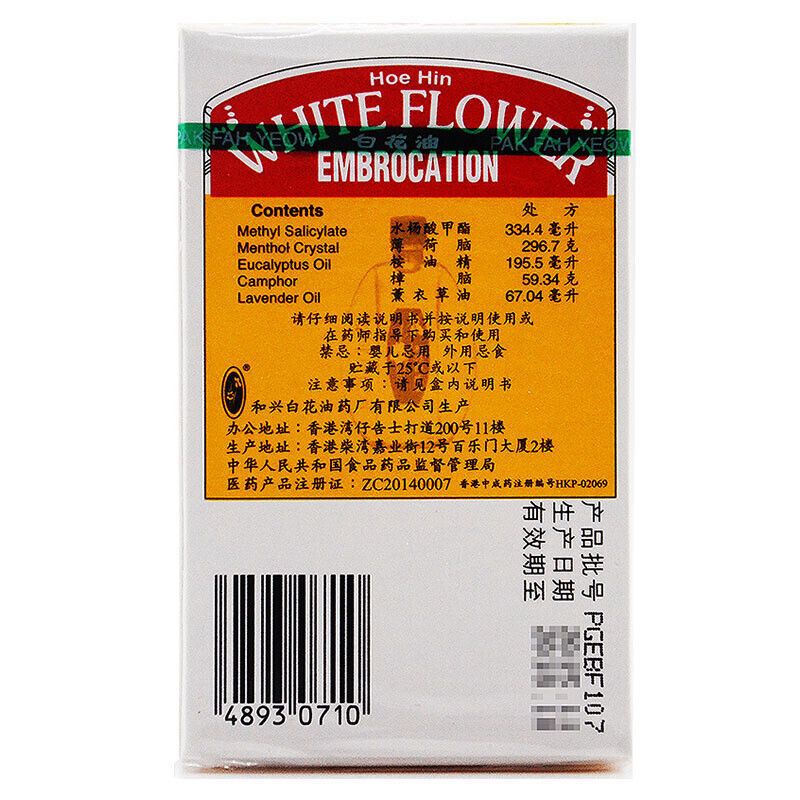 Hoe Hin
WHITE FLOWER
PAK FAH YEOW 白花油 PAK FAH YEOW
EMBROCATION
Contents 处方
Methyl Salicylate 水杨酸甲酯 334.4 毫升
Menthol Crystal 薄荷脑 296.7 克
Eucalyptus Oil 桉油精 195.5 毫升
Camphor 樟脑 59.34 克
Lavender Oil 薰衣草油 67.04 毫升
请仔细阅读说明书并按说明使用或
在药师指导下购买和使用
禁忌：婴儿忌用 外用忌食
贮藏于25°C或以下
注意事项：请见盒内说明书
®
和兴白花油药厂有限公司生产
办公地址：香港湾仔告士打道200号11楼
生产地址：香港柴湾嘉业街12号百乐门大厦2楼
中华人民共和国食品药品监督管理局
医药产品注册证：ZC20140007 香港中成药注册编号HKP-02069
产品批号 PGEBF107
生产日期
有效期至
4893 0710